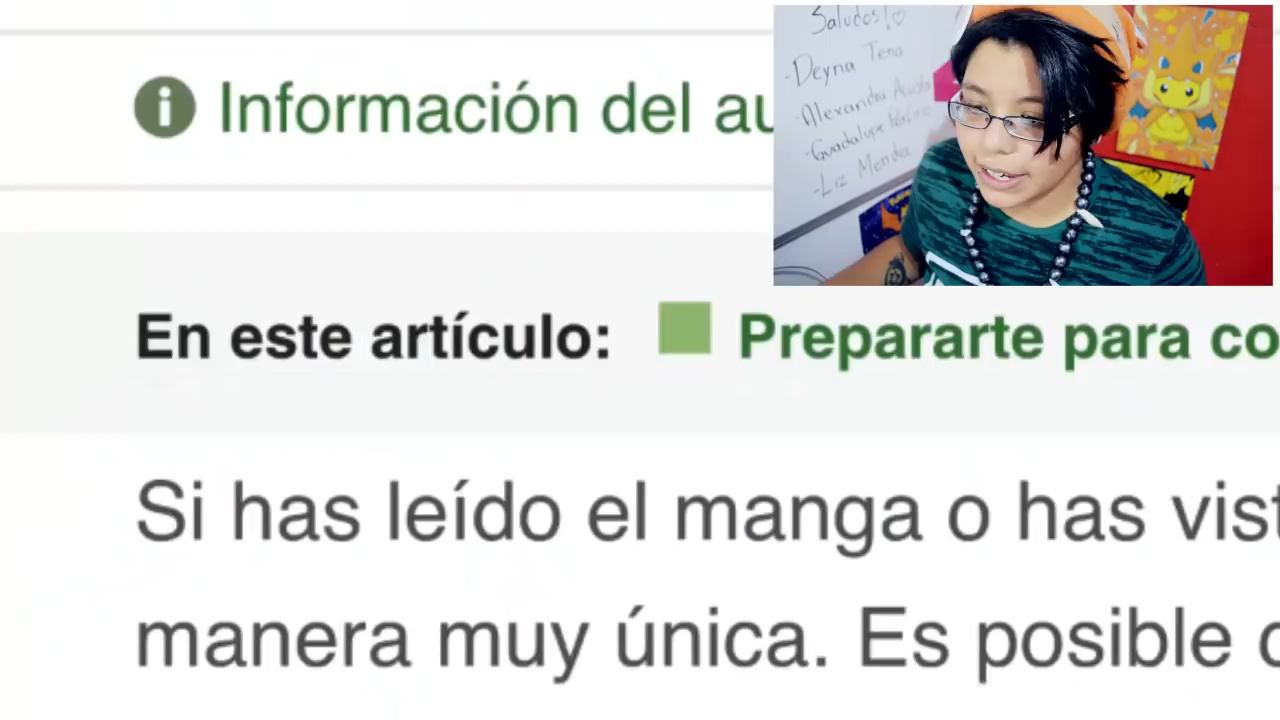 Saludos!♡
-Deyna Tena
-Alexandra Acosta
-Guadalupe
-Liz Mendez
Información del au
En este artículo: Prepararte para co
Si has leído el manga o has vist
manera muy única. Es posible